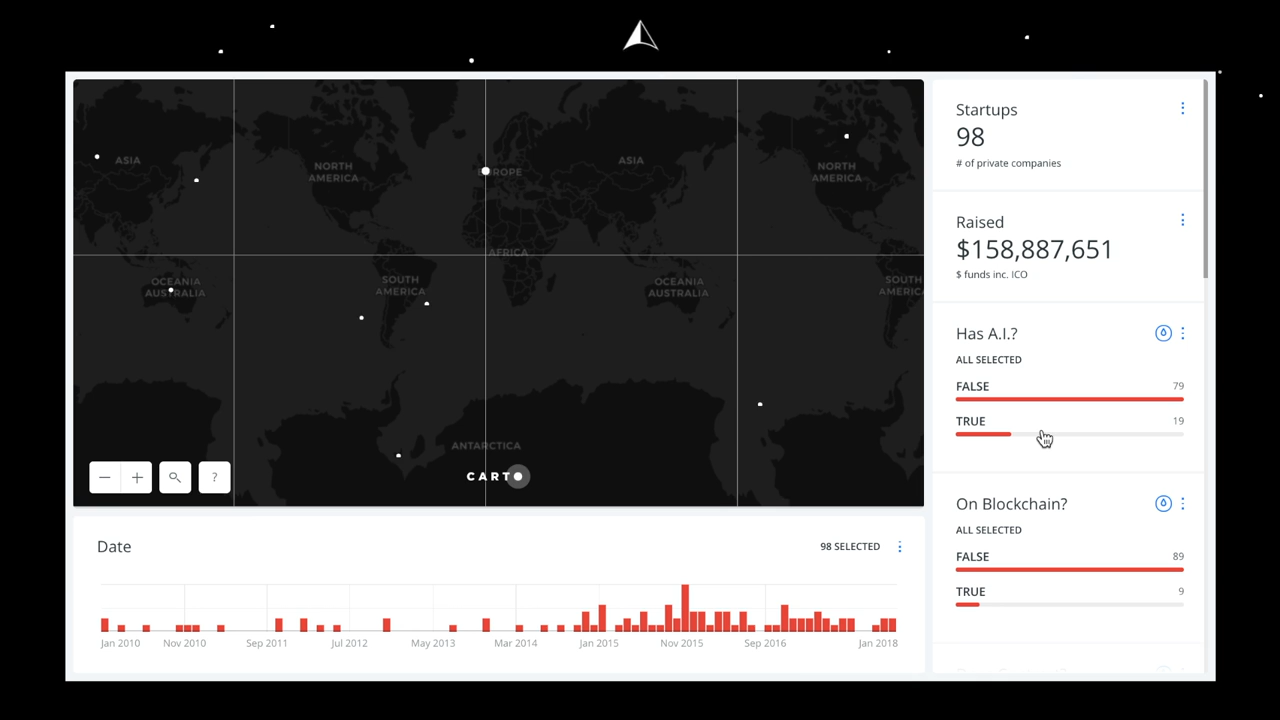 ASIA
NORTH
AMERICA
EUROPE
ASIA
NORTH
AMERICA
AFRICA
OCEANIA
AUSTRALIA
SOUTH
AMERICA
OCEANIA
AUSTRALIA
SOUTH
AMERICA
ANTARCTICA
CARTO
?
Startups
98
# of private companies
Raised
$158,887,651
$ funds inc. ICO
Has A.I.?
ALL SELECTED
FALSE 79
TRUE 19
On Blockchain?
ALL SELECTED
FALSE 89
TRUE 9
Date 98 SELECTED
Jan 2010 Nov 2010 Sep 2011 Jul 2012 May 2013 Mar 2014 Jan 2015 Nov 2015 Sep 2016 Jan 2018